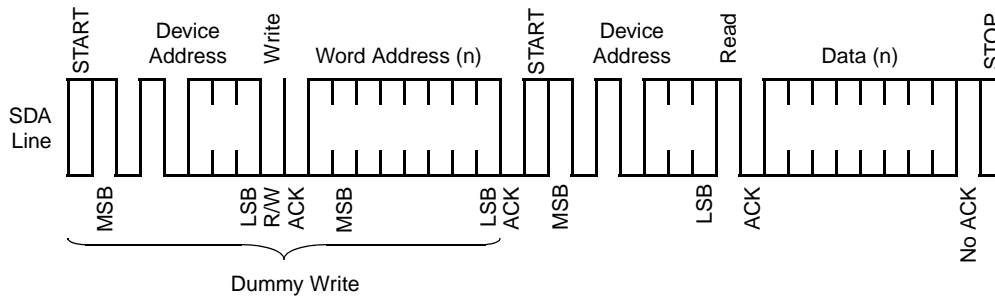 START
Device
Address
Write
Word Address (n)
START
Device
Address
Read
Data (n)
STOP
SDA
Line
MSB
LSB
R/W
ACK
MSB
LSB
ACK
MSB
LSB
ACK
No ACK
Dummy Write